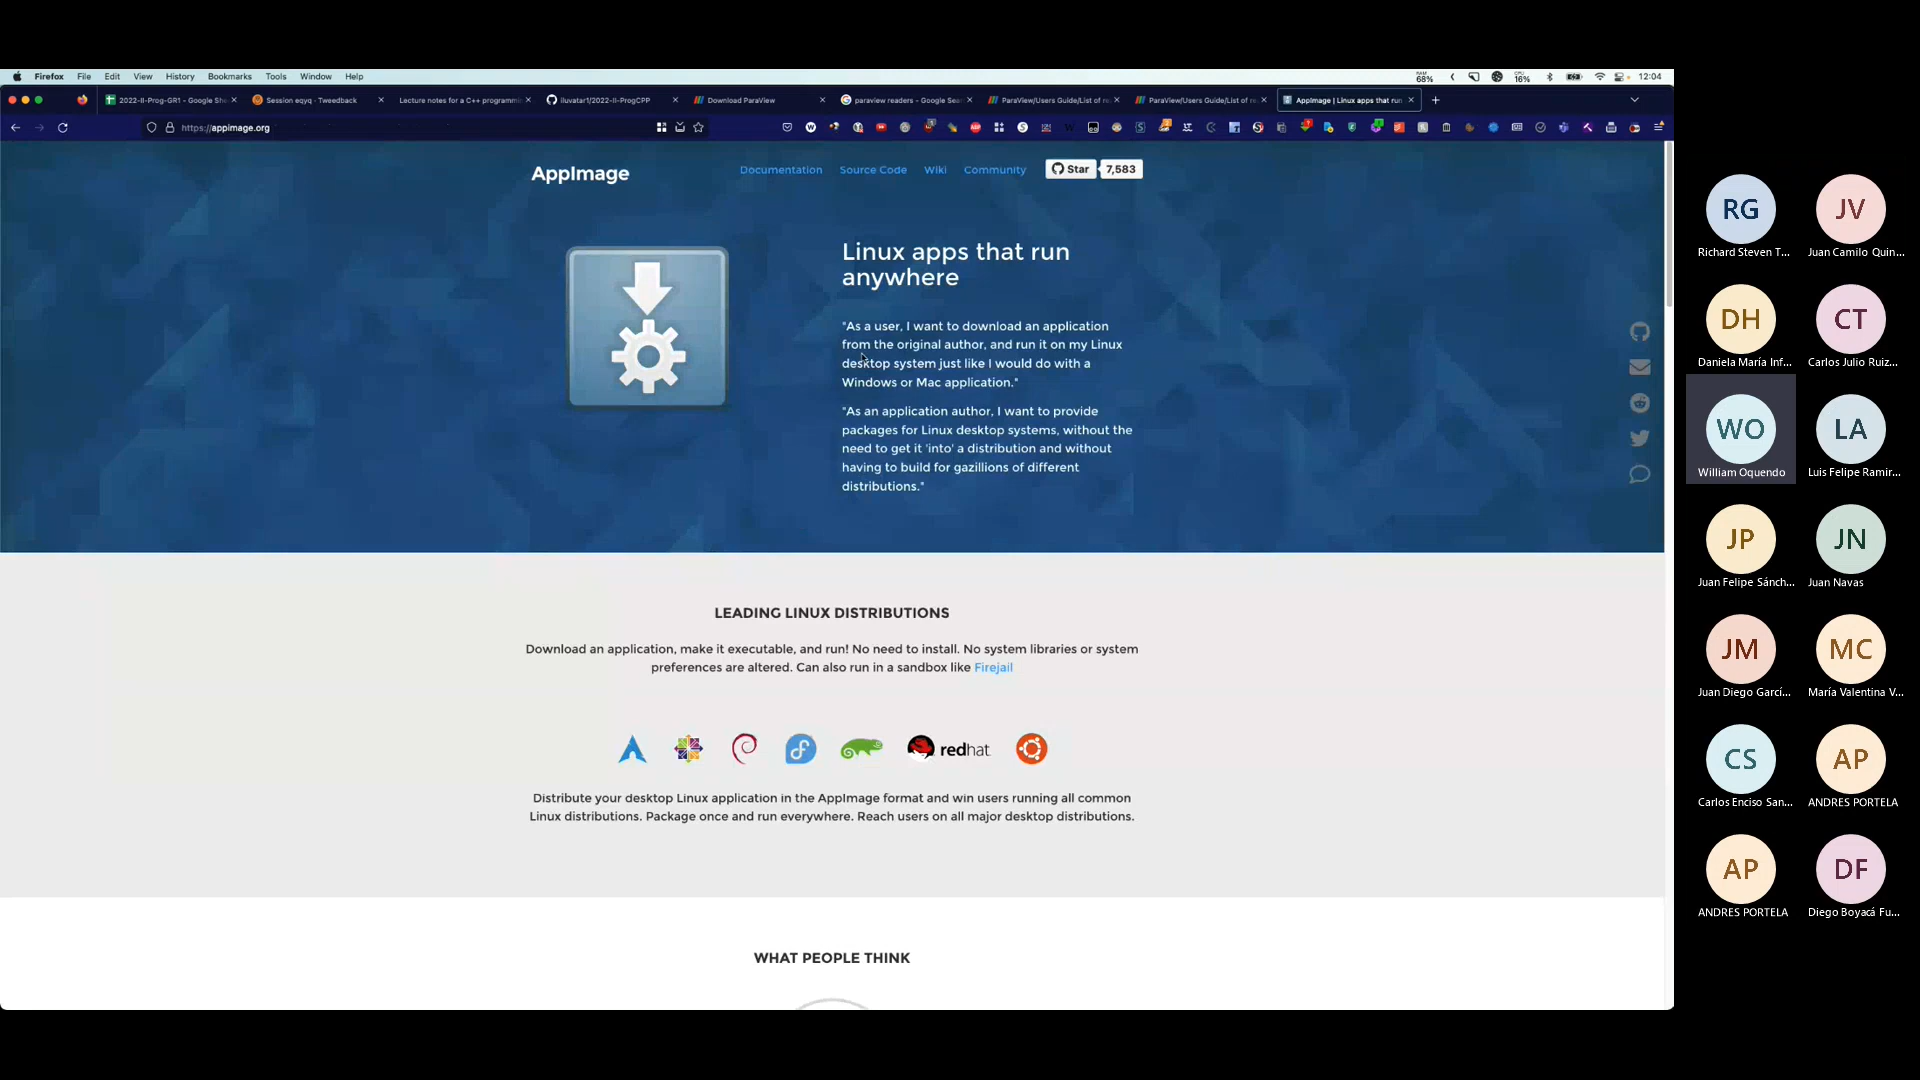 Firefox File Edit View History Bookmarks Tools Window Help
RAM 68%
CPU 16%
12:04
2022-II-Prog-GR1 - Google She
Session eqyq - Tweedback
Lecture notes for a C++ programmin
iluvatar1/2022-II-ProgCPP
Download ParaView
paraview readers - Google Sea
ParaView/Users Guide/List of re
ParaView/Users Guide/List of re
AppImage | Linux apps that run
https://appimage.org
AppImage
Documentation Source Code Wiki Community
Star 7,583
Linux apps that run
anywhere
"As a user, I want to download an application
from the original author, and run it on my Linux
desktop system just like I would do with a
Windows or Mac application."
"As an application author, I want to provide
packages for Linux desktop systems, without the
need to get it 'into' a distribution and without
having to build for gazillions of different
distributions."
LEADING LINUX DISTRIBUTIONS
Download an application, make it executable, and run! No need to install. No system libraries or system
preferences are altered. Can also run in a sandbox like Firejail
redhat
Distribute your desktop Linux application in the AppImage format and win users running all common
Linux distributions. Package once and run everywhere. Reach users on all major desktop distributions.
WHAT PEOPLE THINK
RG JV
Richard Steven T... Juan Camilo Quin...
DH CT
Daniela María Inf... Carlos Julio Ruiz...
WO LA
William Oquendo Luis Felipe Ramír...
JP JN
Juan Felipe Sánch... Juan Navas
JM MC
Juan Diego Garcí... María Valentina V...
CS AP
Carlos Enciso San... ANDRES PORTELA
AP DF
ANDRES PORTELA Diego Boyacá Fu...